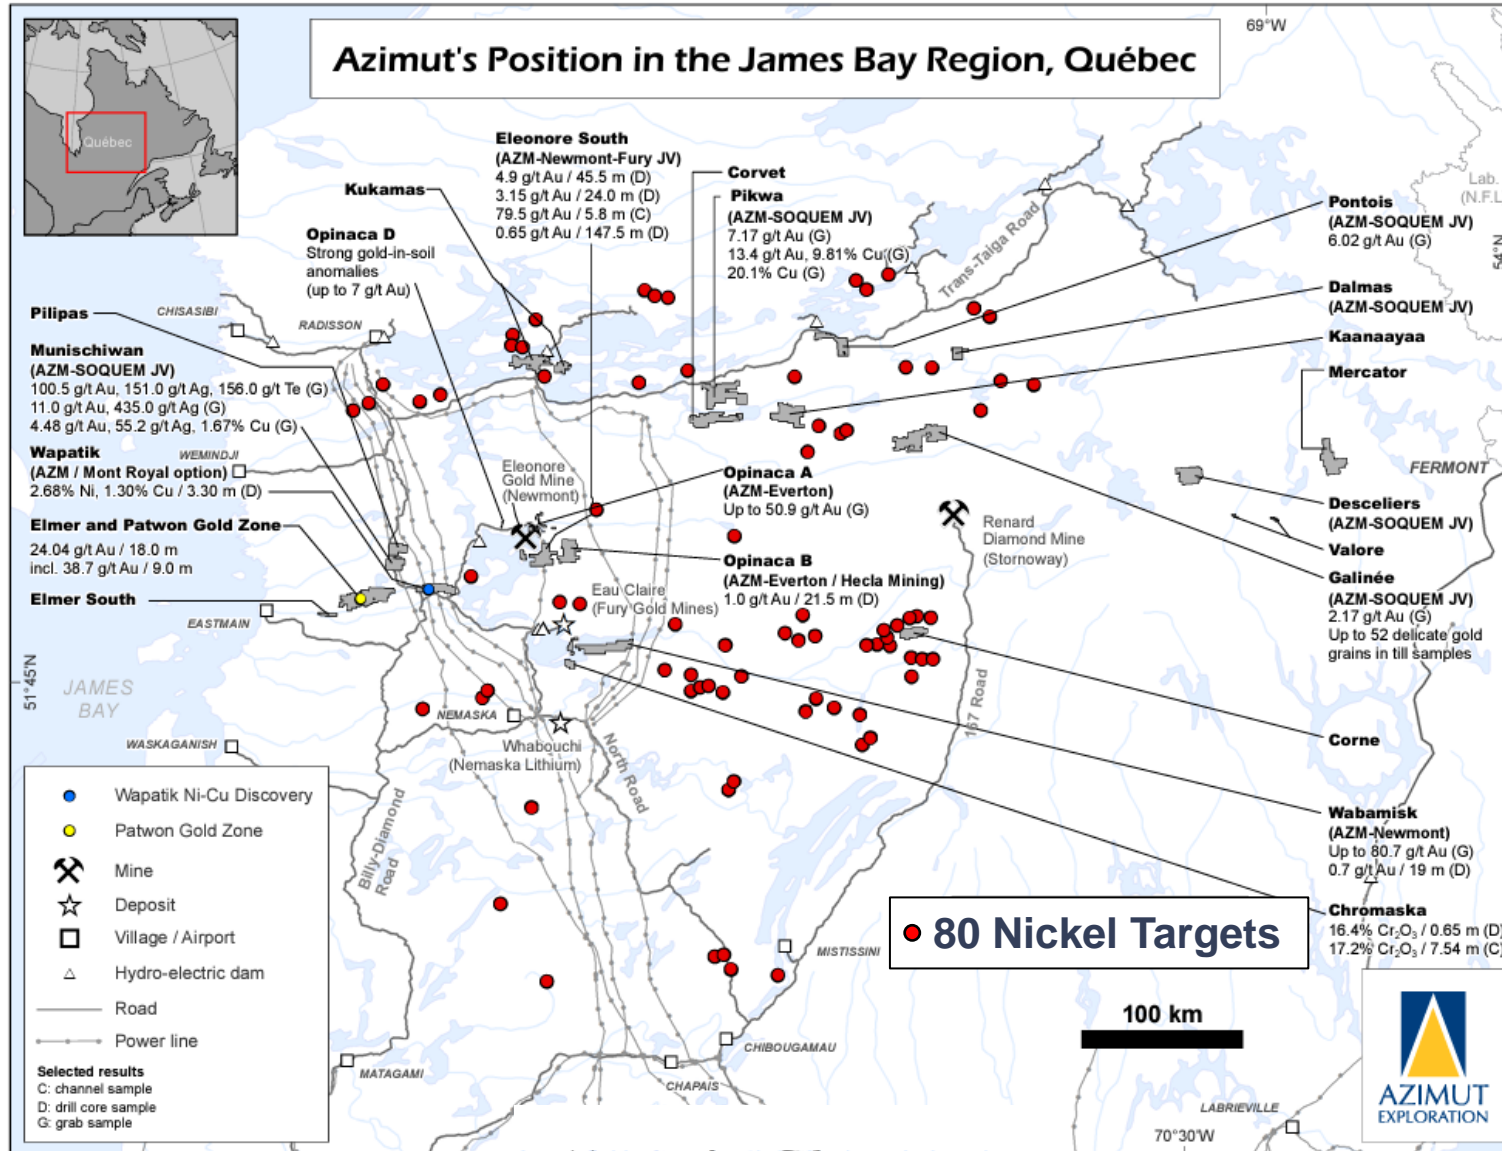 Azimut's Position in the James Bay Region, Québec
69°W
Québec
Lab.
(N.F.L
54°N
Eleonore South
(AZM-Newmont-Fury JV)
4.9 g/t Au / 45.5 m (D)
3.15 g/t Au / 24.0 m (D)
79.5 g/t Au / 5.8 m (C)
0.65 g/t Au / 147.5 m (D)
Kukamas
Corvet
Pikwa
(AZM-SOQUEM JV)
7.17 g/t Au (G)
13.4 g/t Au, 9.81% Cu (G)
20.1% Cu (G)
Trans-Taiga Road
Pontois
(AZM-SOQUEM JV)
6.02 g/t Au (G)
Opinaca D
Strong gold-in-soil
anomalies
(up to 7 g/t Au)
Dalmas
(AZM-SOQUEM JV)
Kaanaayaa
Mercator
Pilipas
CHISASIBI
RADISSON
Munischiwan
(AZM-SOQUEM JV)
100.5 g/t Au, 151.0 g/t Ag, 156.0 g/t Te (G)
11.0 g/t Au, 435.0 g/t Ag (G)
4.48 g/t Au, 55.2 g/t Ag, 1.67% Cu (G)
Wapatik
(AZM / Mont Royal option)
2.68% Ni, 1.30% Cu / 3.30 m (D)
WEMINDJI
Elmer and Patwon Gold Zone
24.04 g/t Au / 18.0 m
incl. 38.7 g/t Au / 9.0 m
Elmer South
EASTMAIN
Eleonore
Gold Mine
(Newmont)
Opinaca A
(AZM-Everton)
Up to 50.9 g/t Au (G)
Opinaca B
(AZM-Everton / Hecla Mining)
1.0 g/t Au / 21.5 m (D)
Eau Claire
(Fury Gold Mines)
Renard
Diamond Mine
(Stornoway)
FERMONT
Desceliers
(AZM-SOQUEM JV)
Valore
Galinée
(AZM-SOQUEM JV)
2.17 g/t Au (G)
Up to 52 delicate gold
grains in till samples
51°45'N
JAMES
BAY
NEMASKA
WASKAGANISH
Whabouchi
(Nemaska Lithium)
North Road
167 Road
Billy-Diamond
Road
Corne
Wabamisk
(AZM-Newmont)
Up to 80.7 g/t Au (G)
0.7 g/t Au / 19 m (D)
Chromaska
16.4% Cr₂O₃ / 0.65 m (D)
17.2% Cr₂O₃ / 7.54 m (C)
80 Nickel Targets
MISTISSINI
100 km
CHIBOUGAMAU
CHAPAIS
MATAGAMI
LABRIEVILLE
70°30'W
Wapatik Ni-Cu Discovery
Patwon Gold Zone
Mine
Deposit
Village / Airport
Hydro-electric dam
Road
Power line
Selected results
C: channel sample
D: drill core sample
G: grab sample
AZIMUT
EXPLORATION